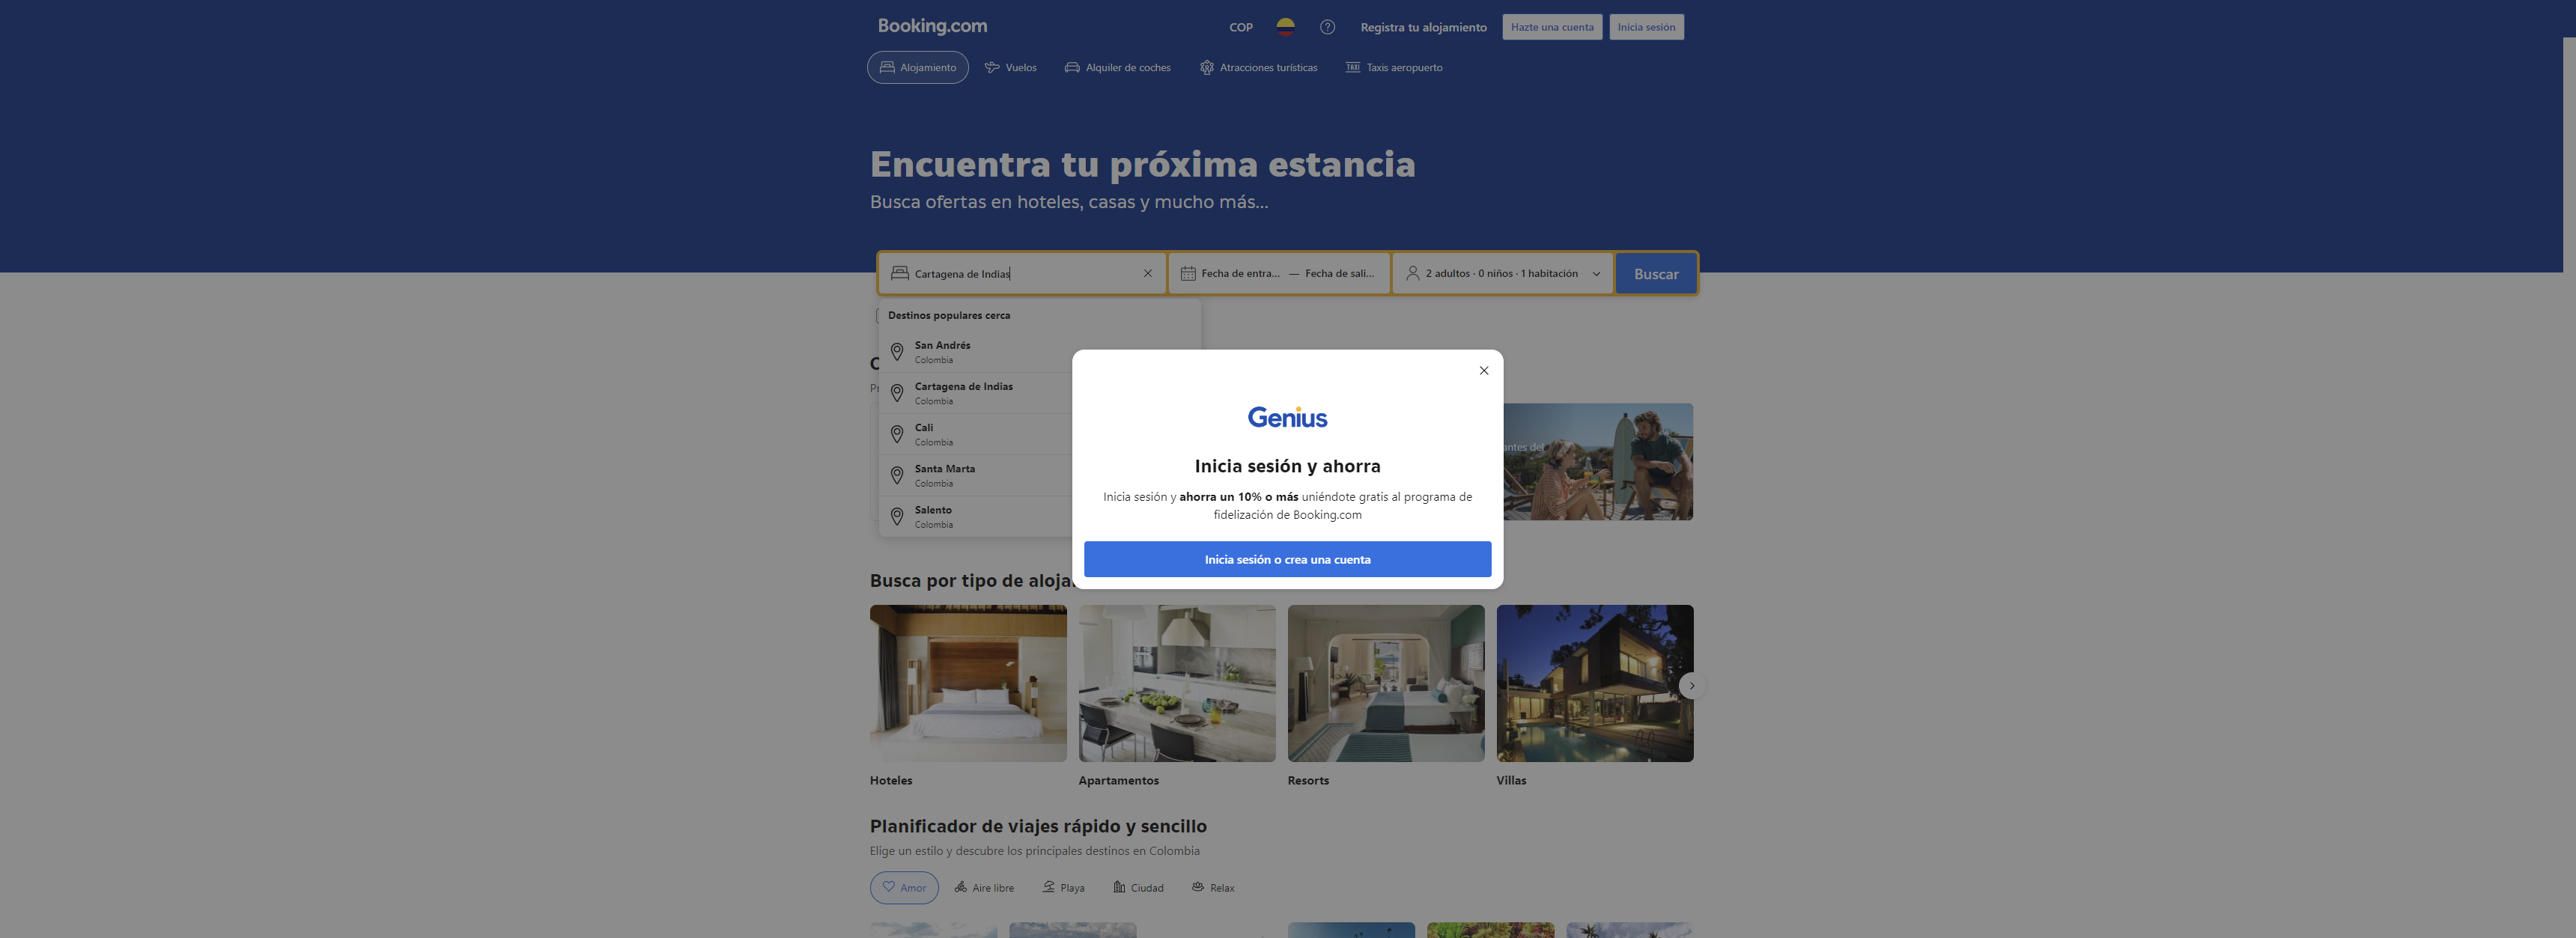 Booking.com
COP
Registra tu alojamiento
Hazte una cuenta
Inicia sesión
Alojamiento
Vuelos
Alquiler de coches
Atracciones turísticas
TAXI
Taxis aeropuerto
Encuentra tu próxima estancia
Busca ofertas en hoteles, casas y mucho más...
Cartagena de Indias
Fecha de entra... — Fecha de sali...
2 adultos · 0 niños · 1 habitación
Buscar
Destinos populares cerca
San Andrés
Colombia
Cartagena de Indias
Colombia
Cali
Colombia
Santa Marta
Colombia
Salento
Colombia
antes del
Genius
Inicia sesión y ahorra
Inicia sesión y ahorra un 10% o más uniéndote gratis al programa de
fidelización de Booking.com
Inicia sesión o crea una cuenta
Busca por tipo de
Hoteles
Apartamentos
Resorts
Villas
Planificador de viajes rápido y sencillo
Elige un estilo y descubre los principales destinos en Colombia
Amor
Aire libre
Playa
Ciudad
Relax